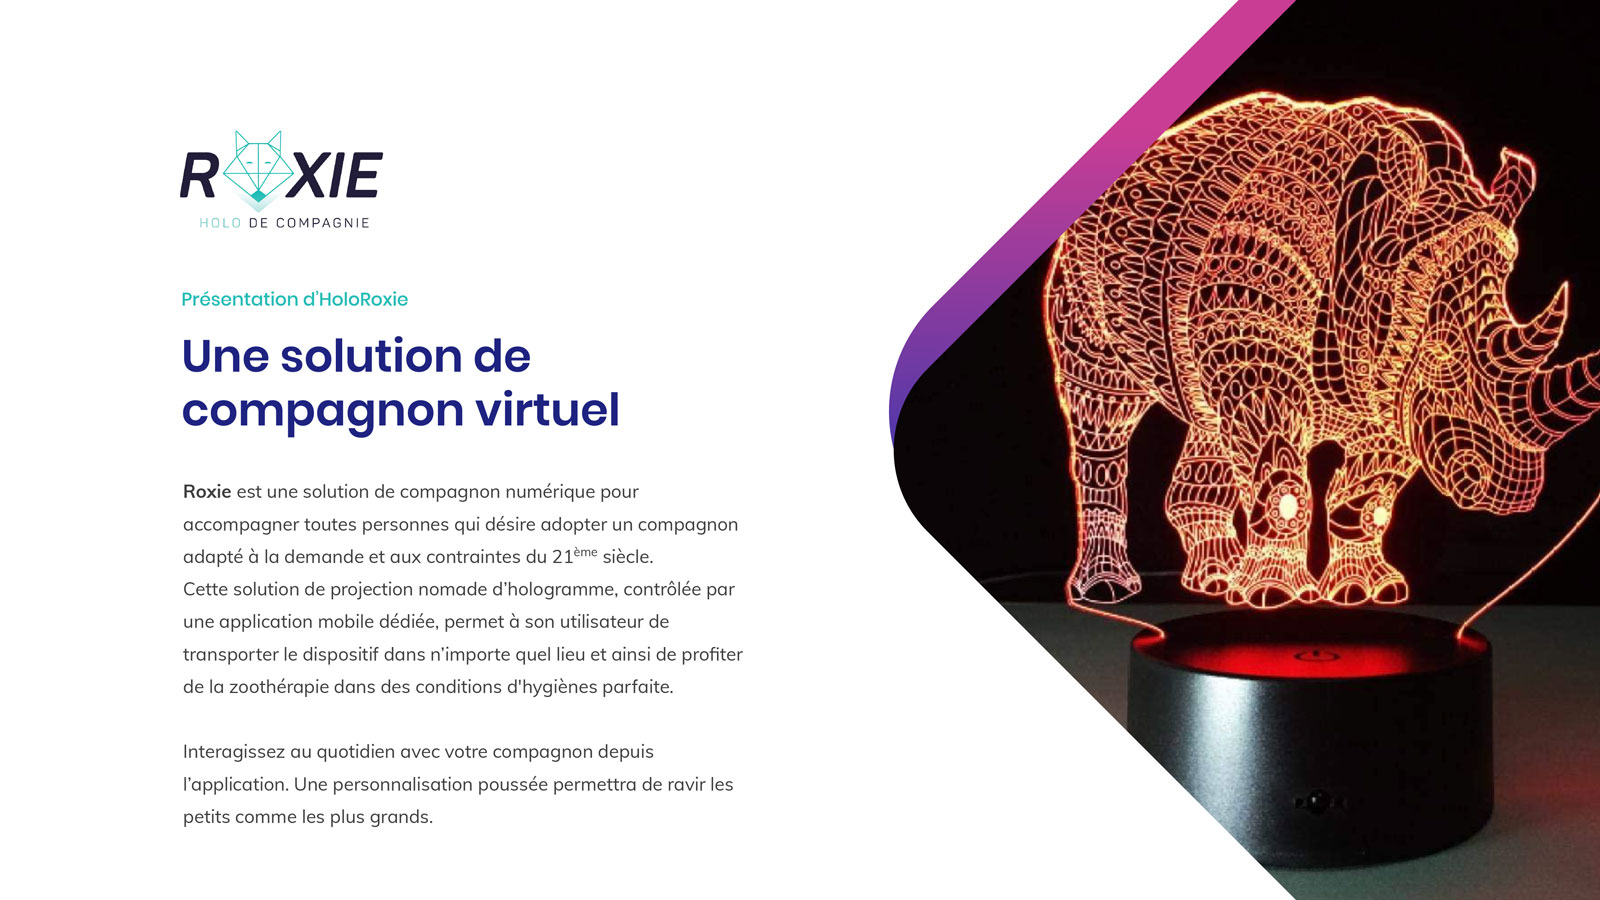 ROXIE
HOLO DE COMPAGNIE
Présentation d'HoloRoxie
Une solution de
compagnon virtuel
Roxie est une solution de compagnon numérique pour
accompagner toutes personnes qui désire adopter un compagnon
adapté à la demande et aux contraintes du 21ème siècle.
Cette solution de projection nomade d’hologramme, contrôlée par
une application mobile dédiée, permet à son utilisateur de
transporter le dispositif dans n’importe quel lieu et ainsi de profiter
de la zoothérapie dans des conditions d'hygiènes parfaite.
Interagissez au quotidien avec votre compagnon depuis
l’application. Une personnalisation poussée permettra de ravir les
petits comme les plus grands.